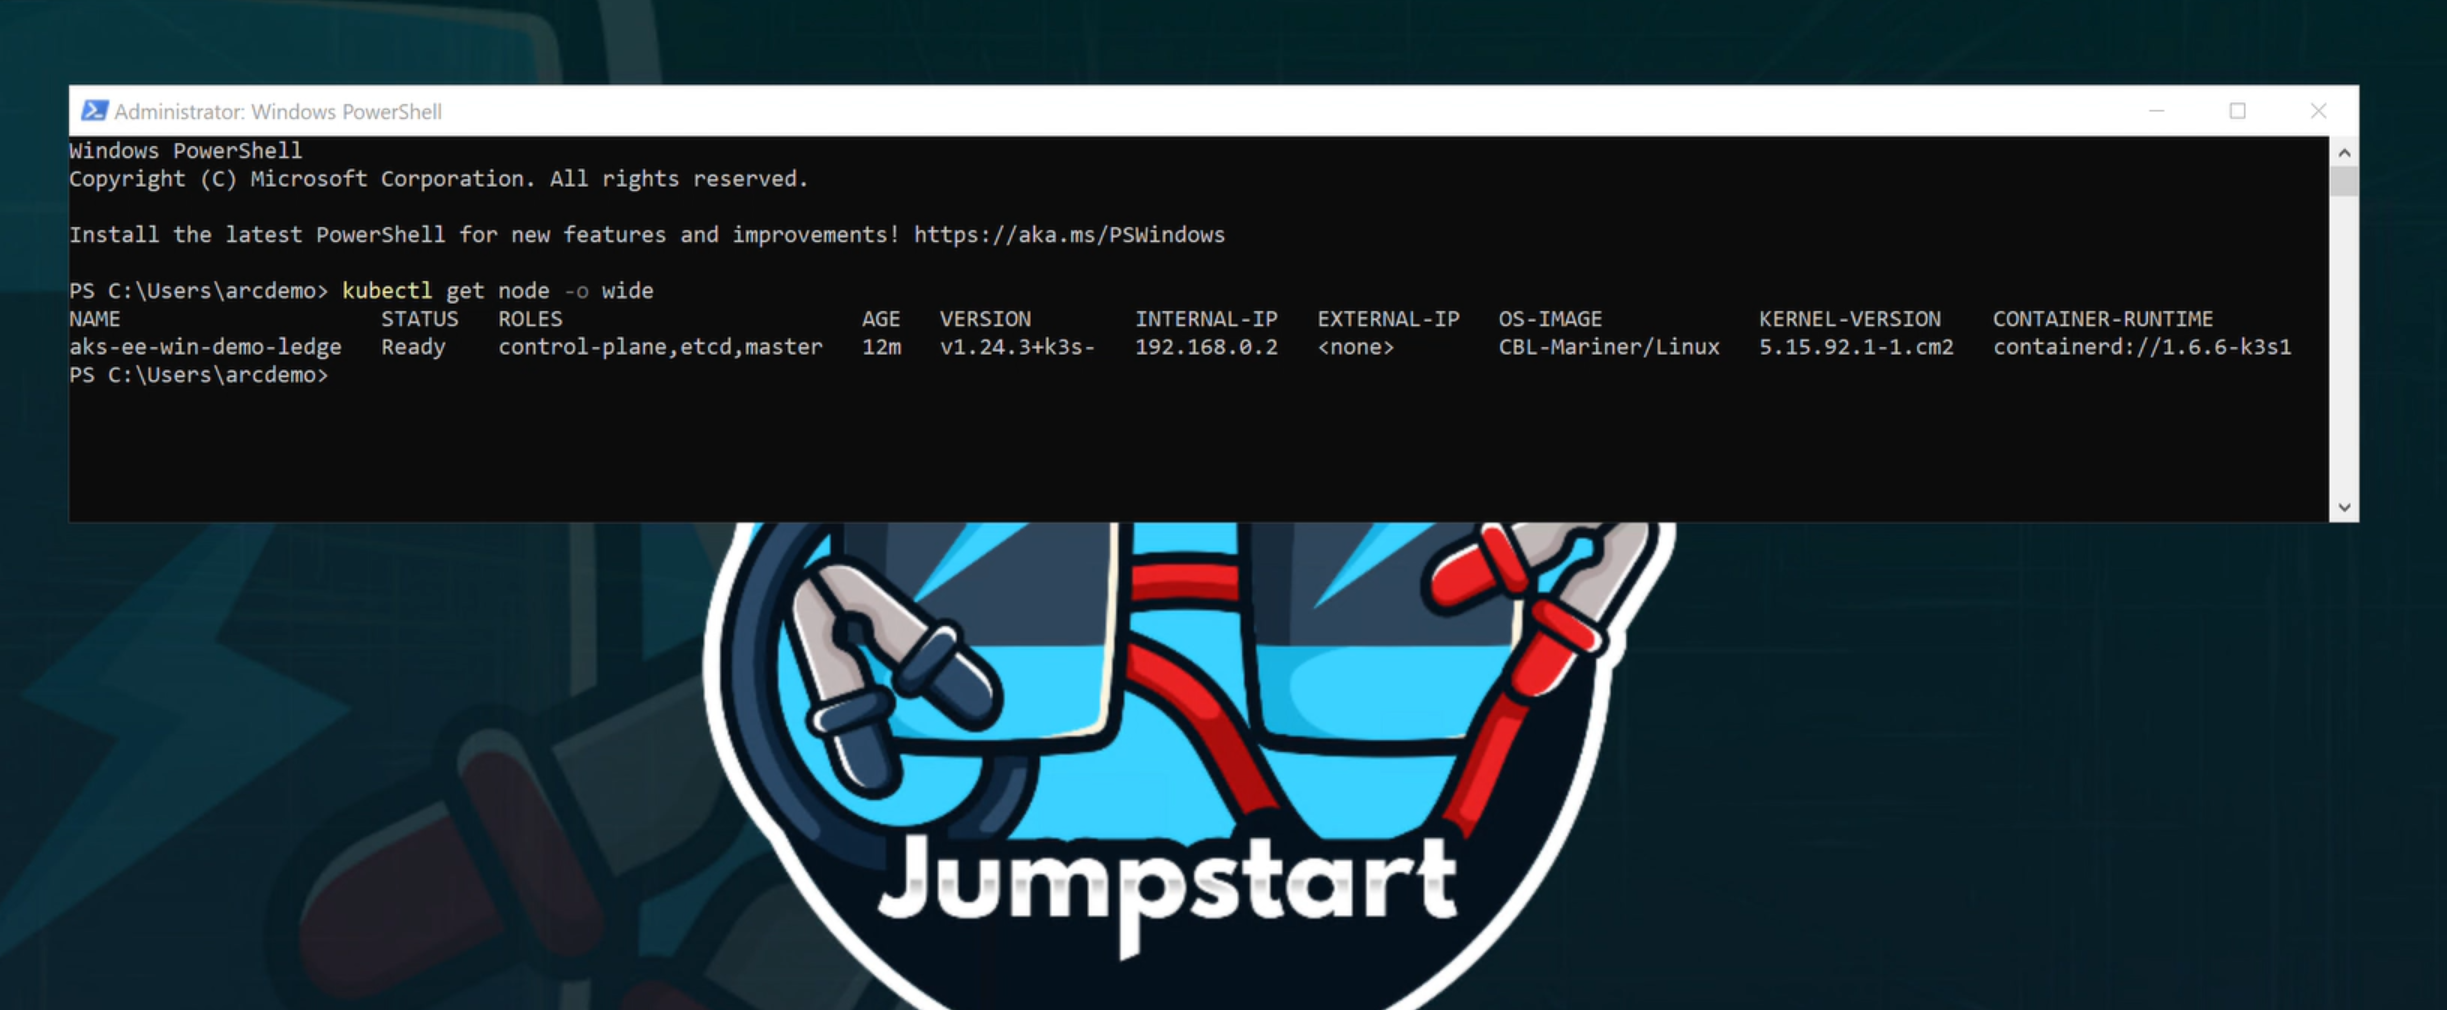 Administrator: Windows PowerShell
Windows PowerShell
Copyright (C) Microsoft Corporation. All rights reserved.
Install the latest PowerShell for new features and improvements! https://aka.ms/PSWindows
PS C:\Users\arcdemo> kubectl get node -o wide
NAME STATUS ROLES AGE VERSION INTERNAL-IP EXTERNAL-IP OS-IMAGE KERNEL-VERSION CONTAINER-RUNTIME
aks-ee-win-demo-ledge Ready control-plane,etcd,master 12m v1.24.3+k3s- 192.168.0.2 <none> CBL-Mariner/Linux 5.15.92.1-1.cm2 containerd://1.6.6-k3s1
PS C:\Users\arcdemo>
Jumpstart